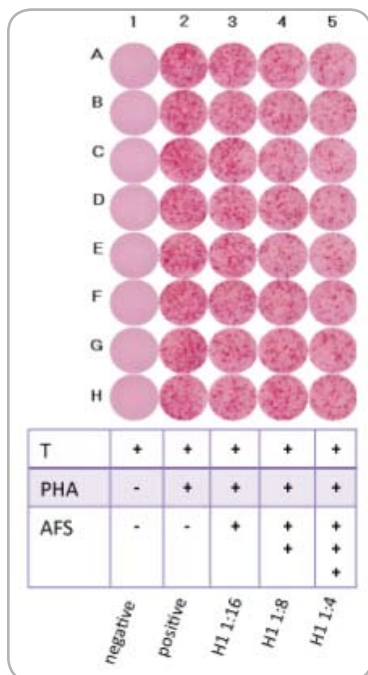 1 2 3 4 5
A
B
C
D
E
F
G
H
T + + + + +
PHA - + + + +
AFS - - + + +
+ +
+
negative positive H1 1:16 H1 1:8 H1 1:4